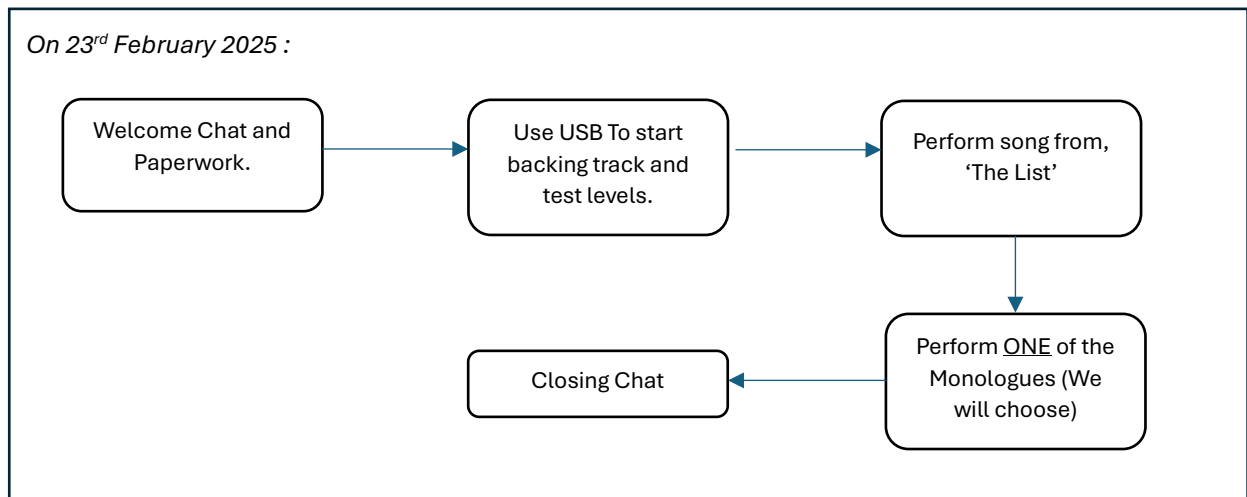 On 23rd February 2025 :
Welcome Chat and
Paperwork.
Use USB To start
backing track and
test levels.
Perform song from,
‘The List’
Perform ONE of the
Monologues (We
will choose)
Closing Chat